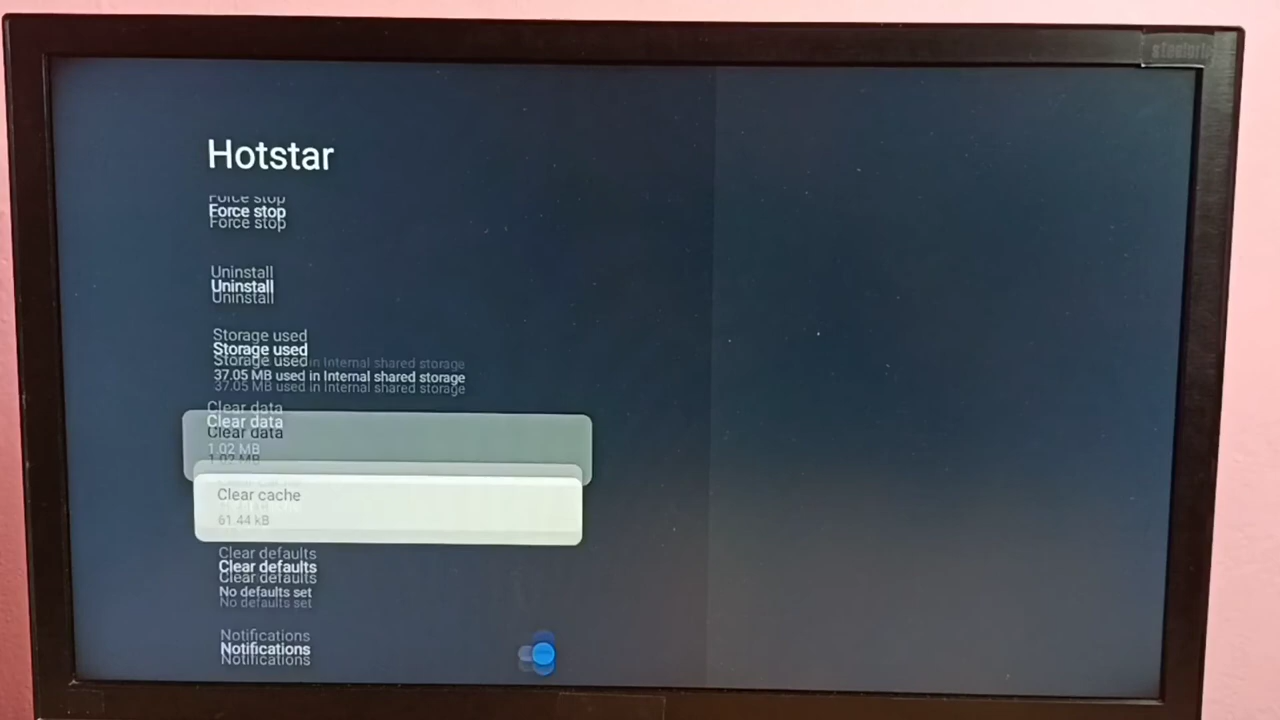 Hotstar
Force stop
Uninstall
Storage used
37.05 MB used in Internal shared storage
Clear data
1.02 MB
Clear cache
61.44 kB
Clear defaults
No defaults set
Notifications